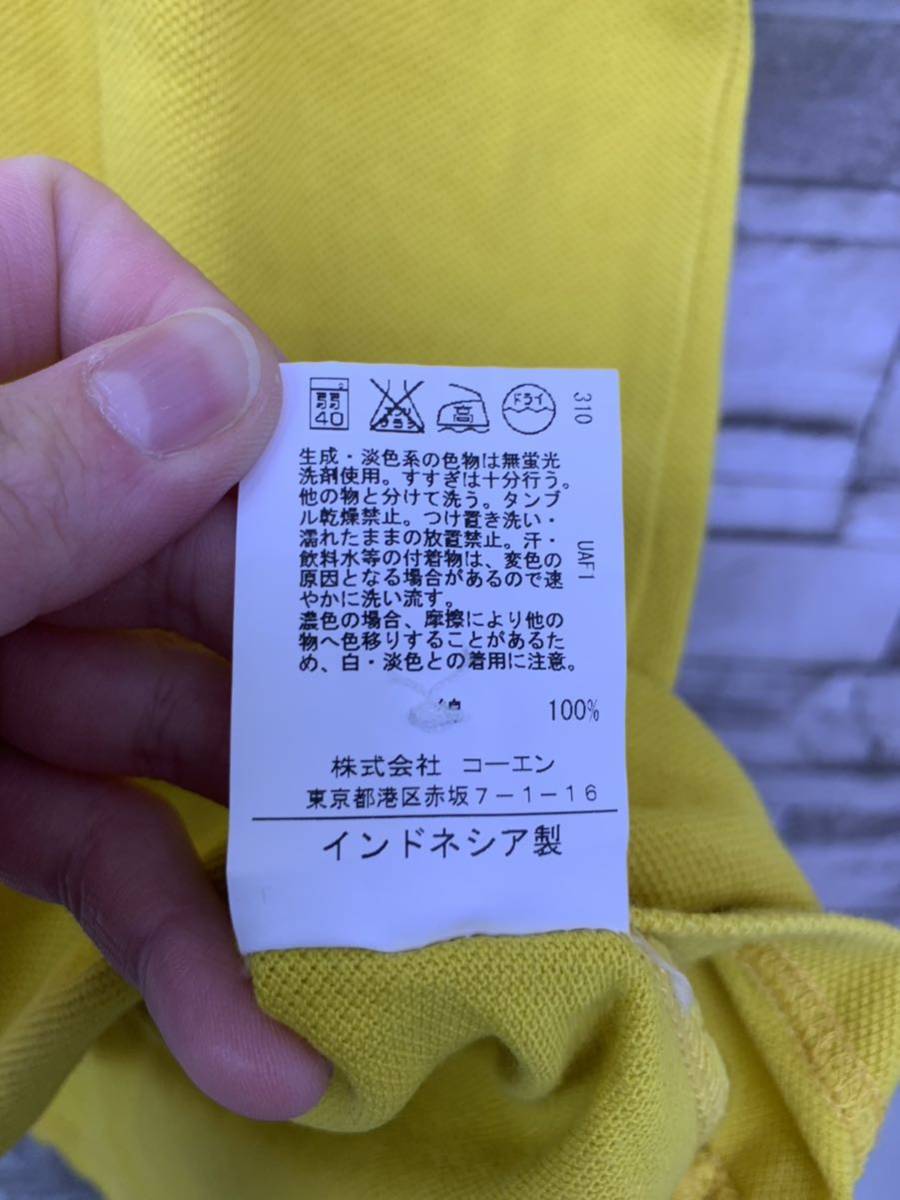 弱
40
エンソ
サラシ
高
ドライ
310
生成・淡色系の色物は無蛍光
洗剤使用。すすぎは十分行う。
他の物と分けて洗う。タンブ
ル乾燥禁止。つけ置き洗い・
濡れたままの放置禁止。汗・
飲料水等の付着物は、変色の
原因となる場合があるので速
やかに洗い流す。
濃色の場合、摩擦により他の
物へ色移りすることがあるた
め、白・淡色との着用に注意。
UAF1
綿 100%
株式会社 コーエン
東京都港区赤坂7-1-16
インドネシア製